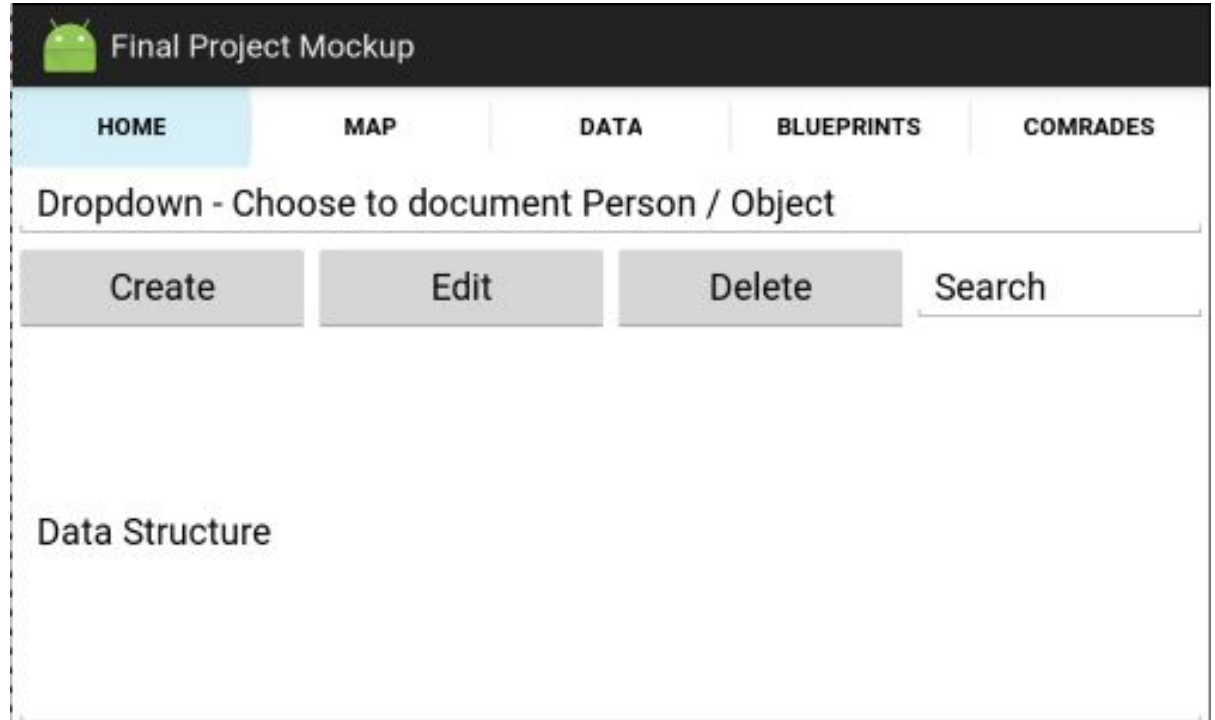 Final Project Mockup
HOME MAP DATA BLUEPRINTS COMRADES
Dropdown - Choose to document Person / Object
Create Edit Delete Search
Data Structure